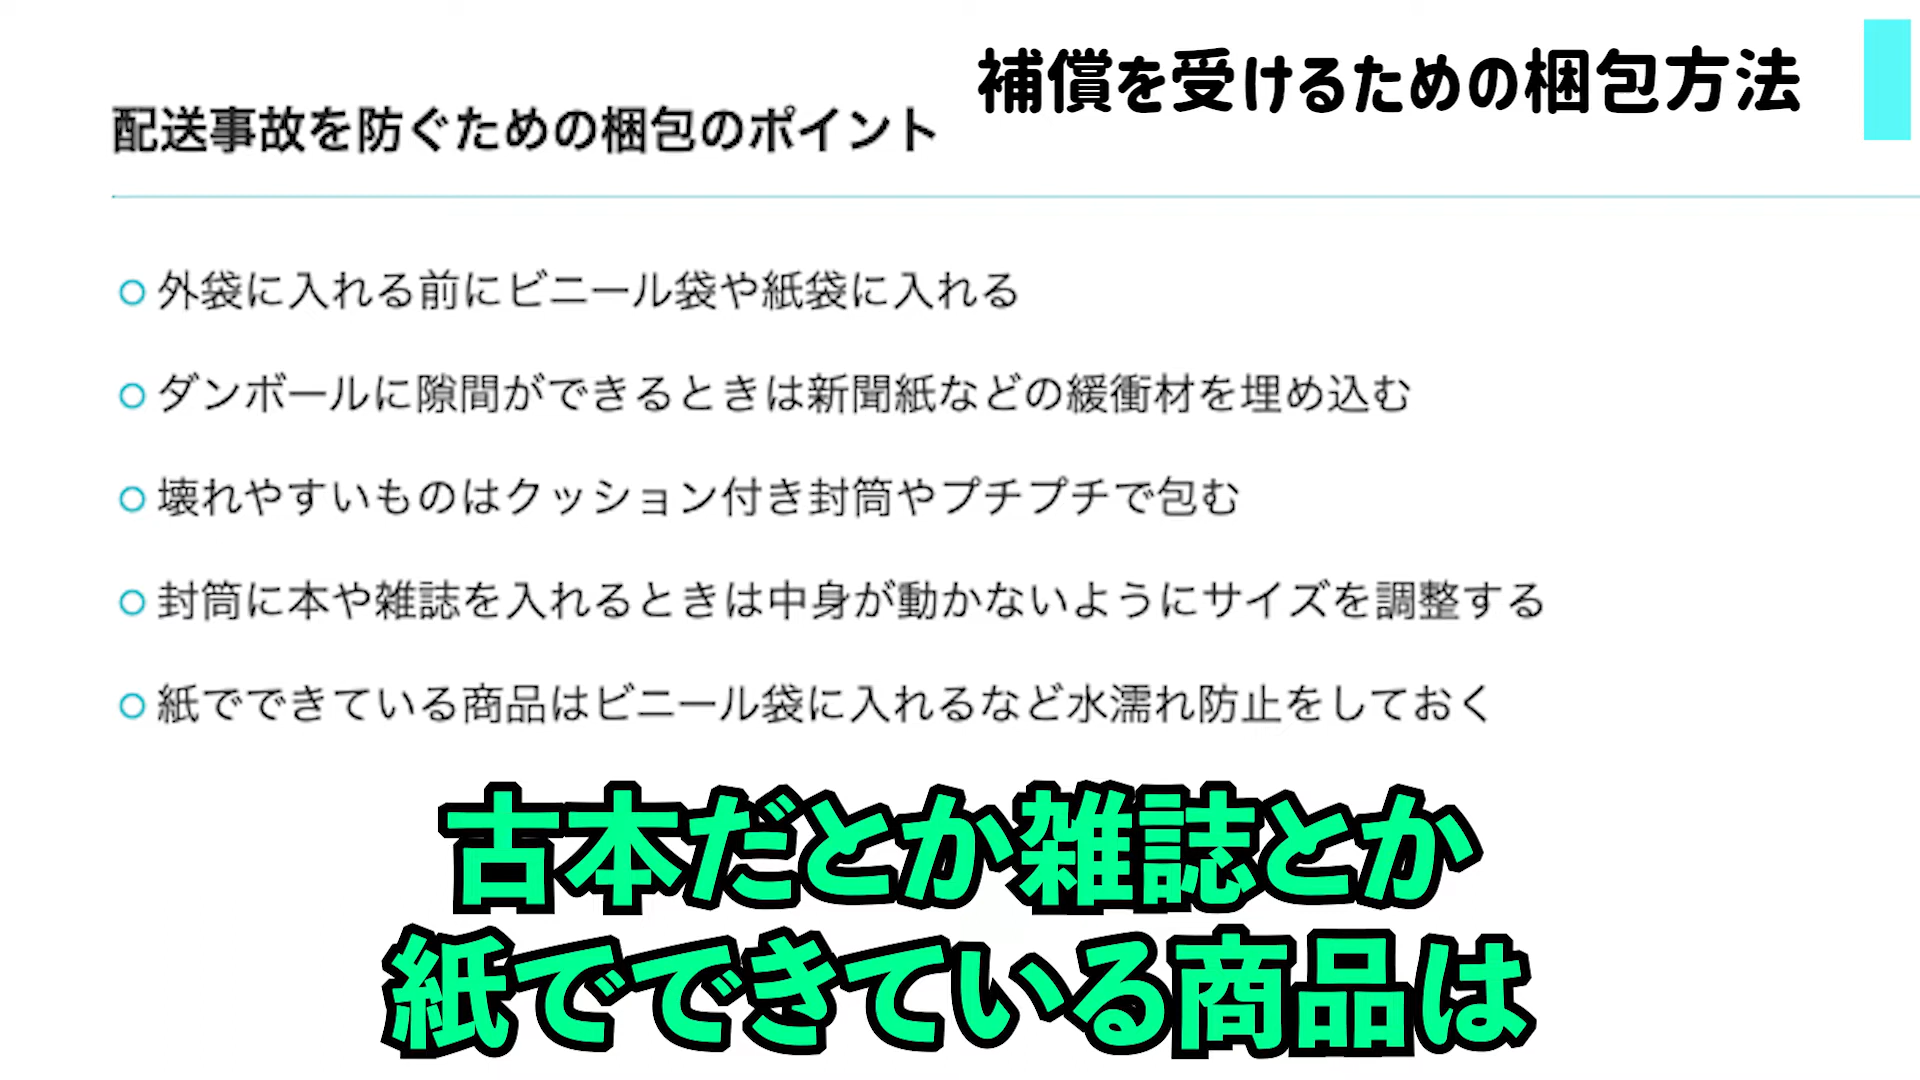 補償を受けるための梱包方法
配送事故を防ぐための梱包のポイント
外袋に入れる前にビニール袋や紙袋に入れる
ダンボールに隙間ができるときは新聞紙などの緩衝材を埋め込む
壊れやすいものはクッション付き封筒やプチプチで包む
封筒に本や雑誌を入れるときは中身が動かないようにサイズを調整する
紙でできている商品はビニール袋に入れるなど水濡れ防止をしておく
古本だとか雑誌とか
紙でできている商品は